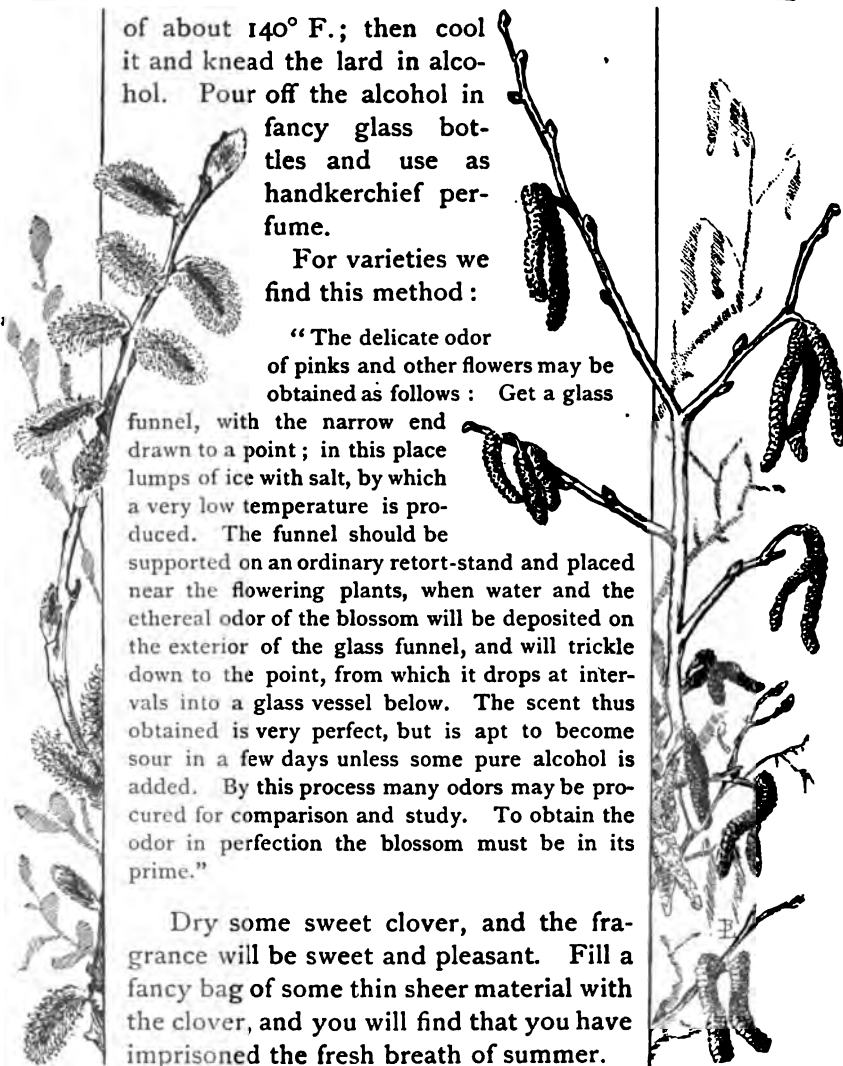 of about 140° F.; then cool
it and knead the lard in alco-
hol. Pour off the alcohol in
fancy glass bot-
tles and use as
handkerchief per-
fume.
For varieties we
find this method :
“The delicate odor
of pinks and other flowers may be
obtained as follows : Get a glass
funnel, with the narrow end
drawn to a point ; in this place
lumps of ice with salt, by which
a very low temperature is pro-
duced. The funnel should be
supported on an ordinary retort-stand and placed
near the flowering plants, when water and the
ethereal odor of the blossom will be deposited on
the exterior of the glass funnel, and will trickle
down to the point, from which it drops at inter-
vals into a glass vessel below. The scent thus
obtained is very perfect, but is apt to become
sour in a few days unless some pure alcohol is
added. By this process many odors may be pro-
cured for comparison and study. To obtain the
odor in perfection the blossom must be in its
prime.”
Dry some sweet clover, and the fra-
grance will be sweet and pleasant. Fill a
fancy bag of some thin sheer material with
the clover, and you will find that you have
imprisoned the fresh breath of summer.